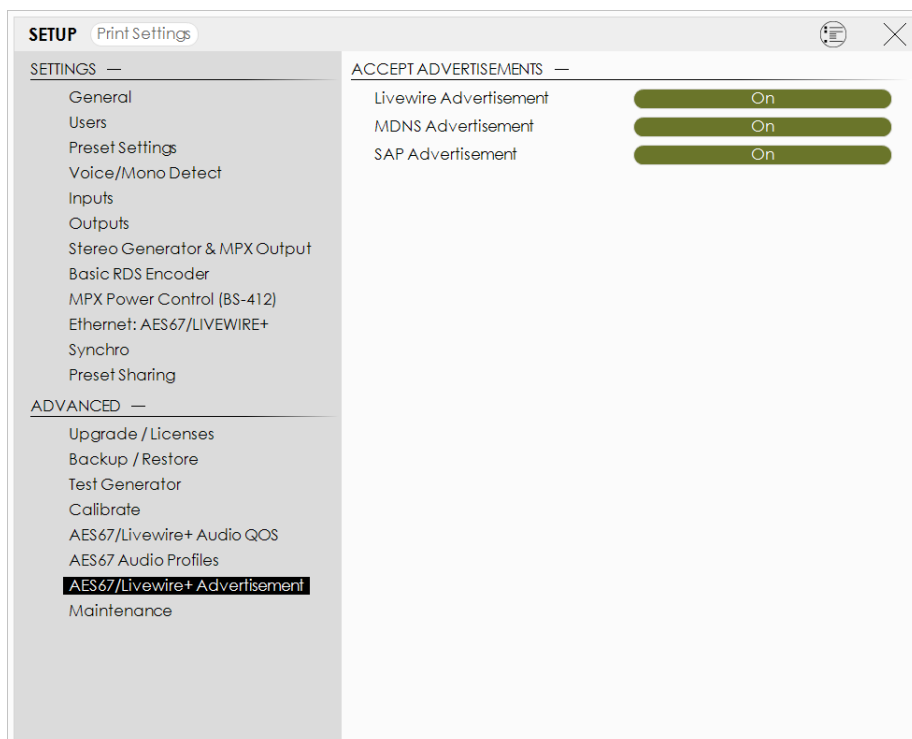 SETUP Print Settings
SETTINGS —
General
Users
Preset Settings
Voice/Mono Detect
Inputs
Outputs
Stereo Generator & MPX Output
Basic RDS Encoder
MPX Power Control (BS-412)
Ethernet: AES67/LIVEWIRE+
Synchro
Preset Sharing
ADVANCED —
Upgrade / Licenses
Backup / Restore
Test Generator
Calibrate
AES67/Livewire+ Audio QOS
AES67 Audio Profiles
AES67/Livewire+ Advertisement
Maintenance
ACCEPT ADVERTISEMENTS —
Livewire Advertisement On
MDNS Advertisement On
SAP Advertisement On